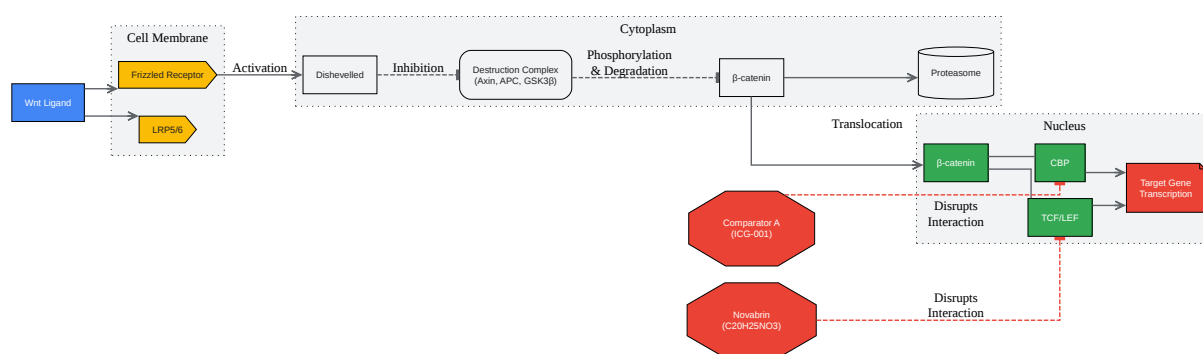 Cytoplasm
Cell Membrane
Frizzled Receptor
LRP5/6
Wnt Ligand
Activation
Dishevelled
Inhibition
Destruction Complex
(Axin, APC, GSK3β)
Phosphorylation
& Degradation
β-catenin
Proteasome
Translocation
Nucleus
β-catenin
CBP
TCF/LEF
Target Gene
Transcription
Disrupts
Interaction
Comparator A
(ICG-001)
Novabrin
(C20H25NO3)
Disrupts
Interaction